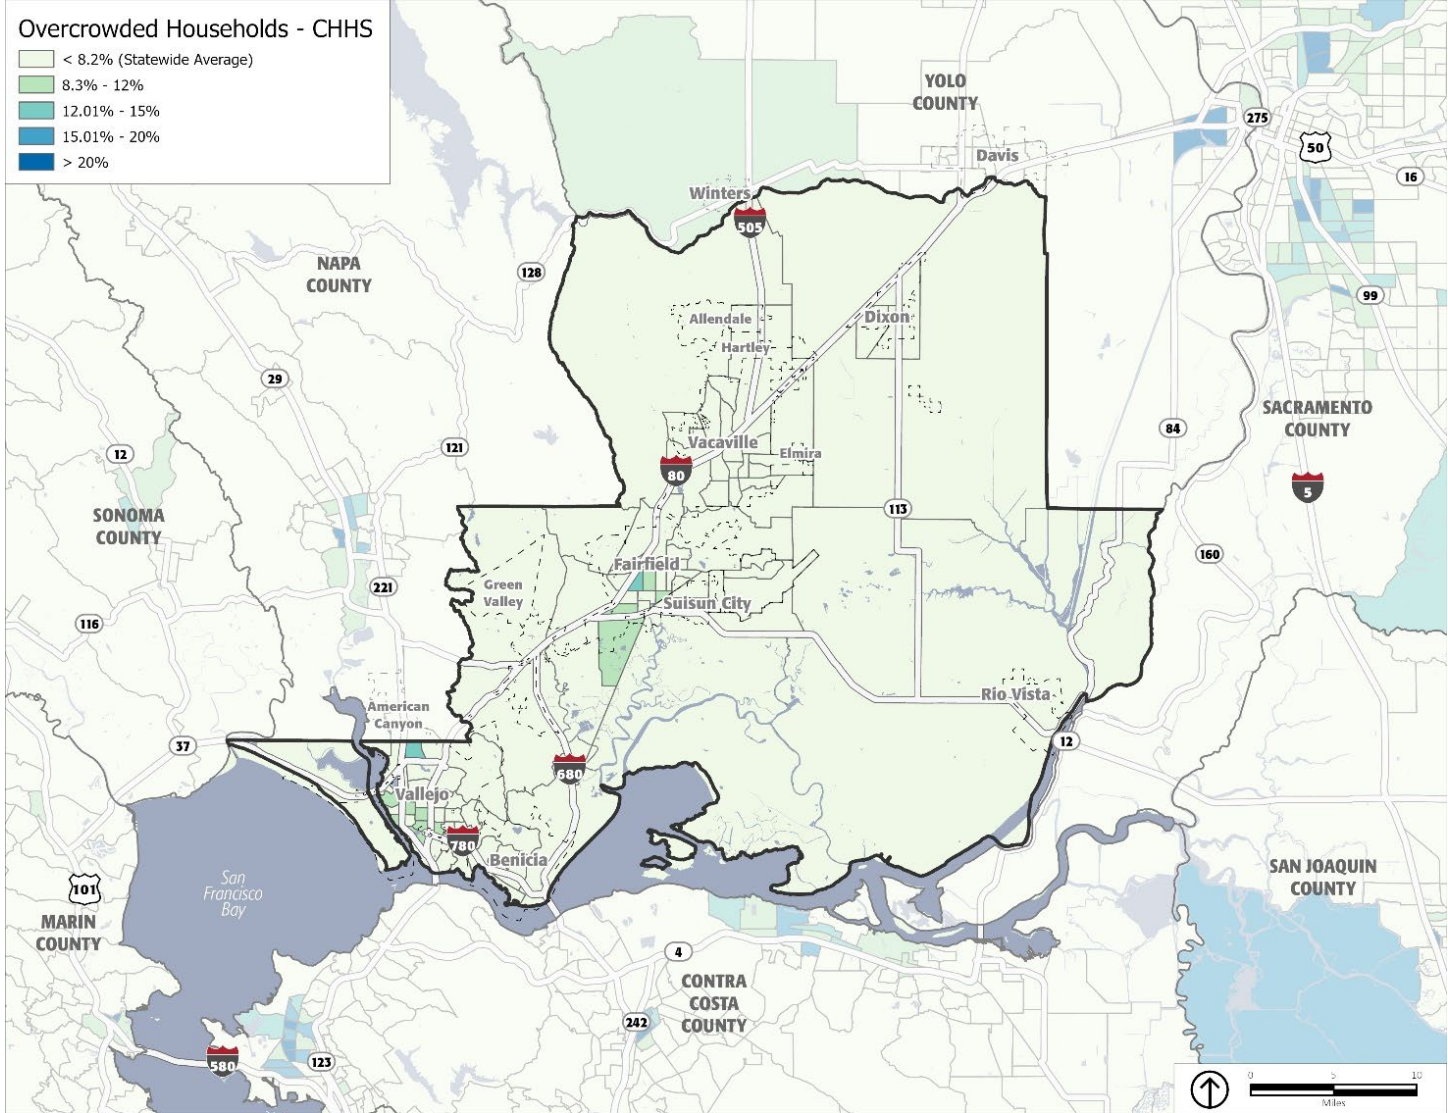 Overcrowded Households - CHHS
< 8.2% (Statewide Average)
8.3% - 12%
12.01% - 15%
15.01% - 20%
> 20%
YOLO
COUNTY
275
50
Davis
16
Winters
505
NAPA
COUNTY
128
99
Allendale
Dixon
Hartley
29
SACRAMENTO
COUNTY
84
12
121
Vacaville
Elmira
80
5
SONOMA
COUNTY
113
160
Fairfield
Green
Valley
221
Suisun City
116
Rio Vista
American
Canyon
37
12
680
Vallejo
780
Benicia
San
Francisco
Bay
101
MARIN
COUNTY
SAN JOAQUIN
COUNTY
4
CONTRA
COSTA
COUNTY
242
580
123
0 5 10
Miles